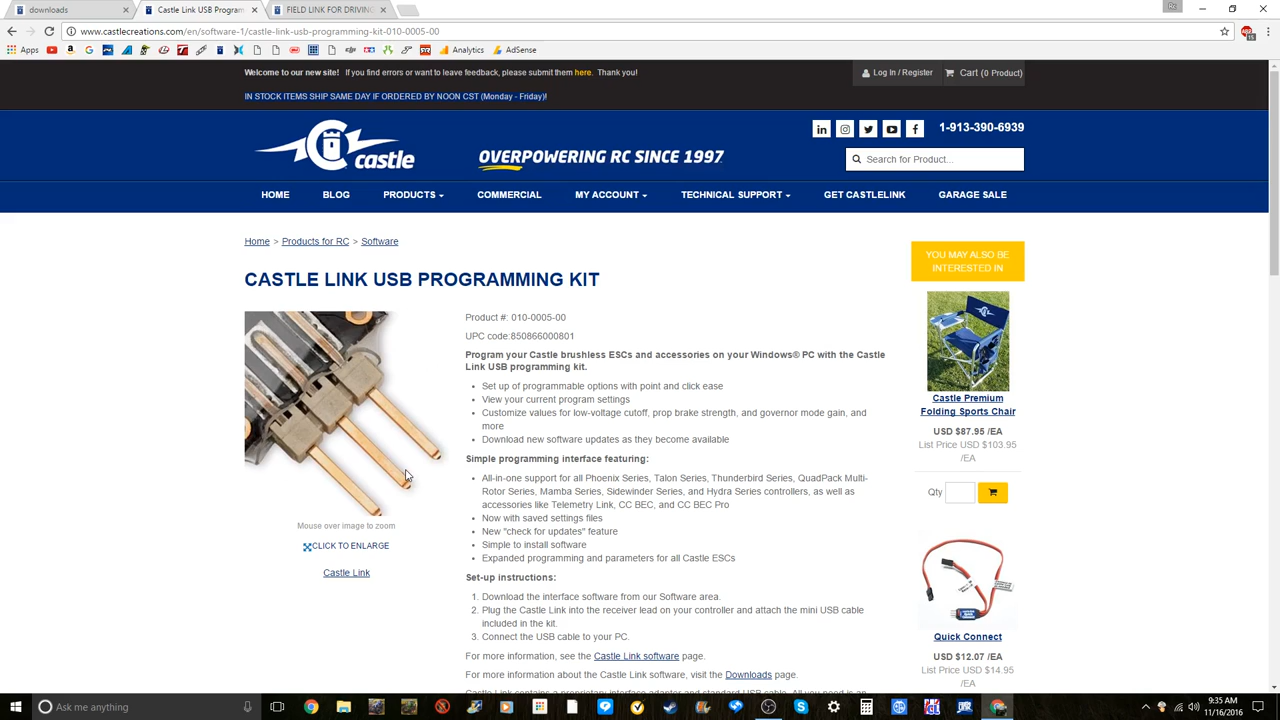 downloads
Castle Link USB Program
FIELD LINK FOR DRIVING
Rc
www.castlecreations.com/en/software-1/castle-link-usb-programming-kit-010-0005-00
Apps
Analytics
AdSense
Welcome to our new site! If you find errors or want to leave feedback, please submit them here. Thank you!
Log In / Register
Cart (0 Product)
IN STOCK ITEMS SHIP SAME DAY IF ORDERED BY NOON CST (Monday - Friday)!
castle
OVERPOWERING RC SINCE 1997
1-913-390-6939
Search for Product...
HOME
BLOG
PRODUCTS
COMMERCIAL
MY ACCOUNT
TECHNICAL SUPPORT
GET CASTLELINK
GARAGE SALE
Home > Products for RC > Software
CASTLE LINK USB PROGRAMMING KIT
Mouse over image to zoom
CLICK TO ENLARGE
Castle Link
Product #: 010-0005-00
UPC code:850866000801
Program your Castle brushless ESCs and accessories on your Windows® PC with the Castle
Link USB programming kit.
Set up of programmable options with point and click ease
View your current program settings
Customize values for low-voltage cutoff, prop brake strength, and governor mode gain, and
more
Download new software updates as they become available
Simple programming interface featuring:
All-in-one support for all Phoenix Series, Talon Series, Thunderbird Series, QuadPack Multi-
Rotor Series, Mamba Series, Sidewinder Series, and Hydra Series controllers, as well as
accessories like Telemetry Link, CC BEC, and CC BEC Pro
Now with saved settings files
New "check for updates" feature
Simple to install software
Expanded programming and parameters for all Castle ESCs
Set-up instructions:
1. Download the interface software from our Software area.
2. Plug the Castle Link into the receiver lead on your controller and attach the mini USB cable
included in the kit.
3. Connect the USB cable to your PC.
For more information, see the Castle Link software page.
For more information about the Castle Link software, visit the Downloads page.
Castle Link contains a proprietary interface adaptor and standard USB cable. All you need is an
YOU MAY ALSO BE
INTERESTED IN
Castle Premium
Folding Sports Chair
USD $87.95 /EA
List Price USD $103.95
/EA
Qty
Quick Connect
USD $12.07 /EA
List Price USD $14.95
/EA
Ask me anything
9:35 AM
11/16/2016